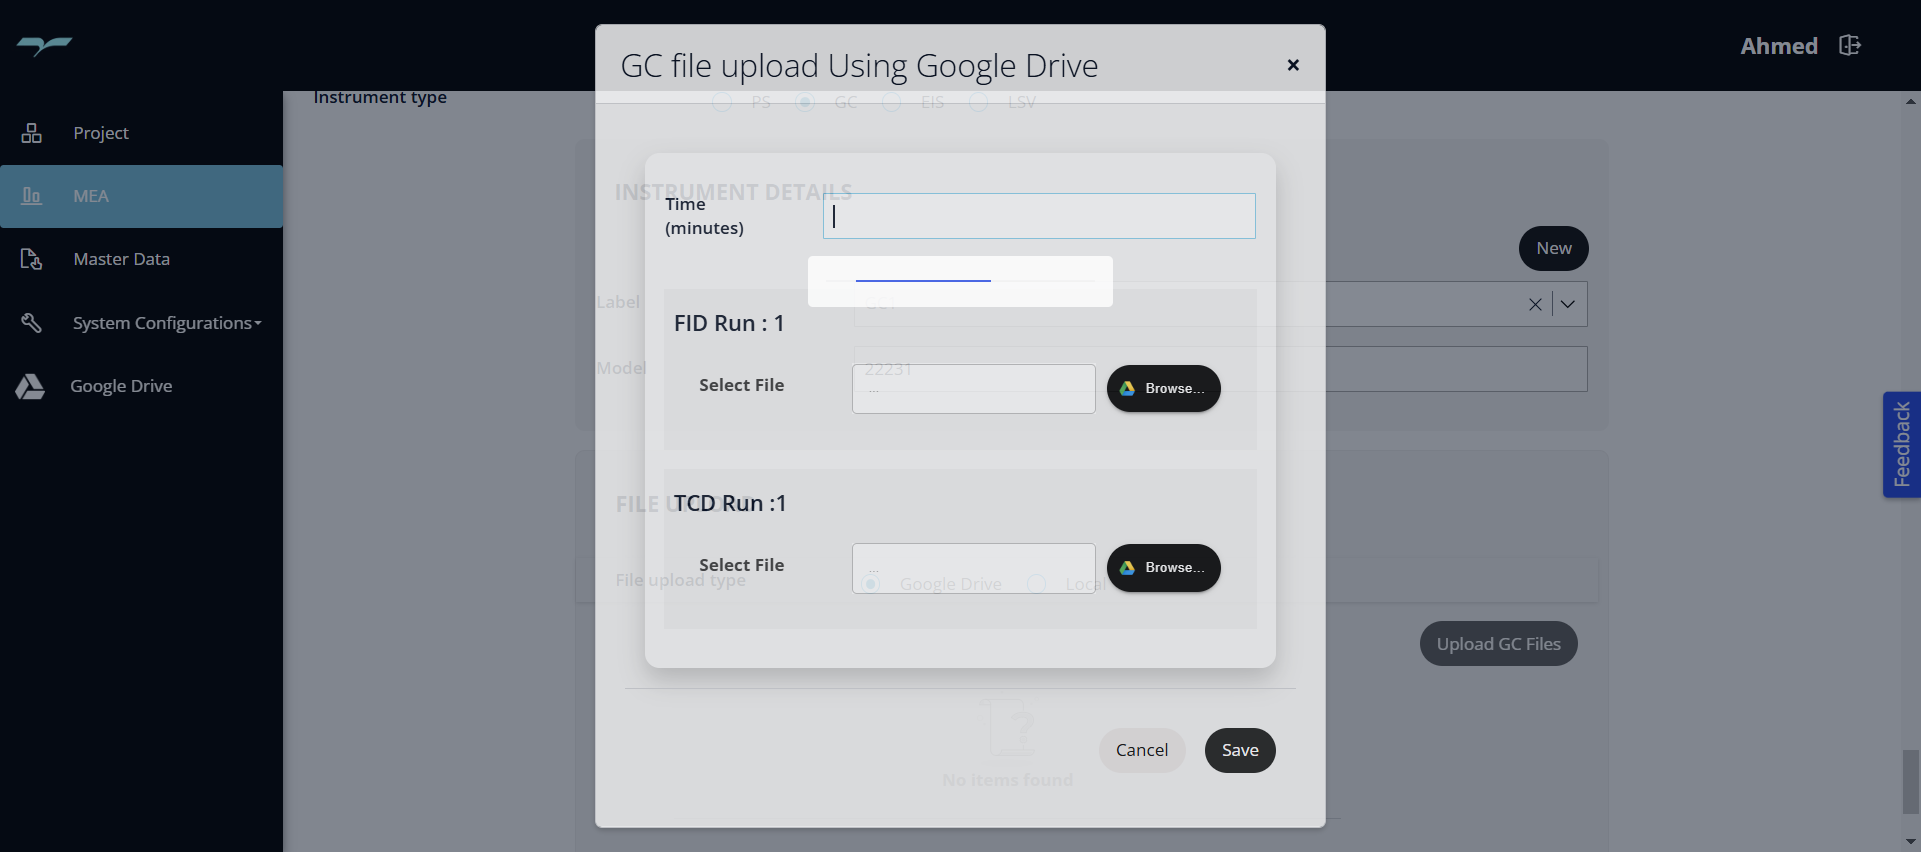 Ahmed
GC file upload Using Google Drive
×
Instrument type
PS
GC
EIS
LSV
Project
MEA
Master Data
System Configurations
Google Drive
INSTRUMENT DETAILS
Time
(minutes)
New
Label
GC1
FID Run : 1
Model
22231
Select File
...
Browse...
Feedback
FILE UPLOAD
TCD Run :1
Select File
...
Browse...
File upload type
Google Drive
Local
Upload GC Files
?
Cancel
Save
No items found